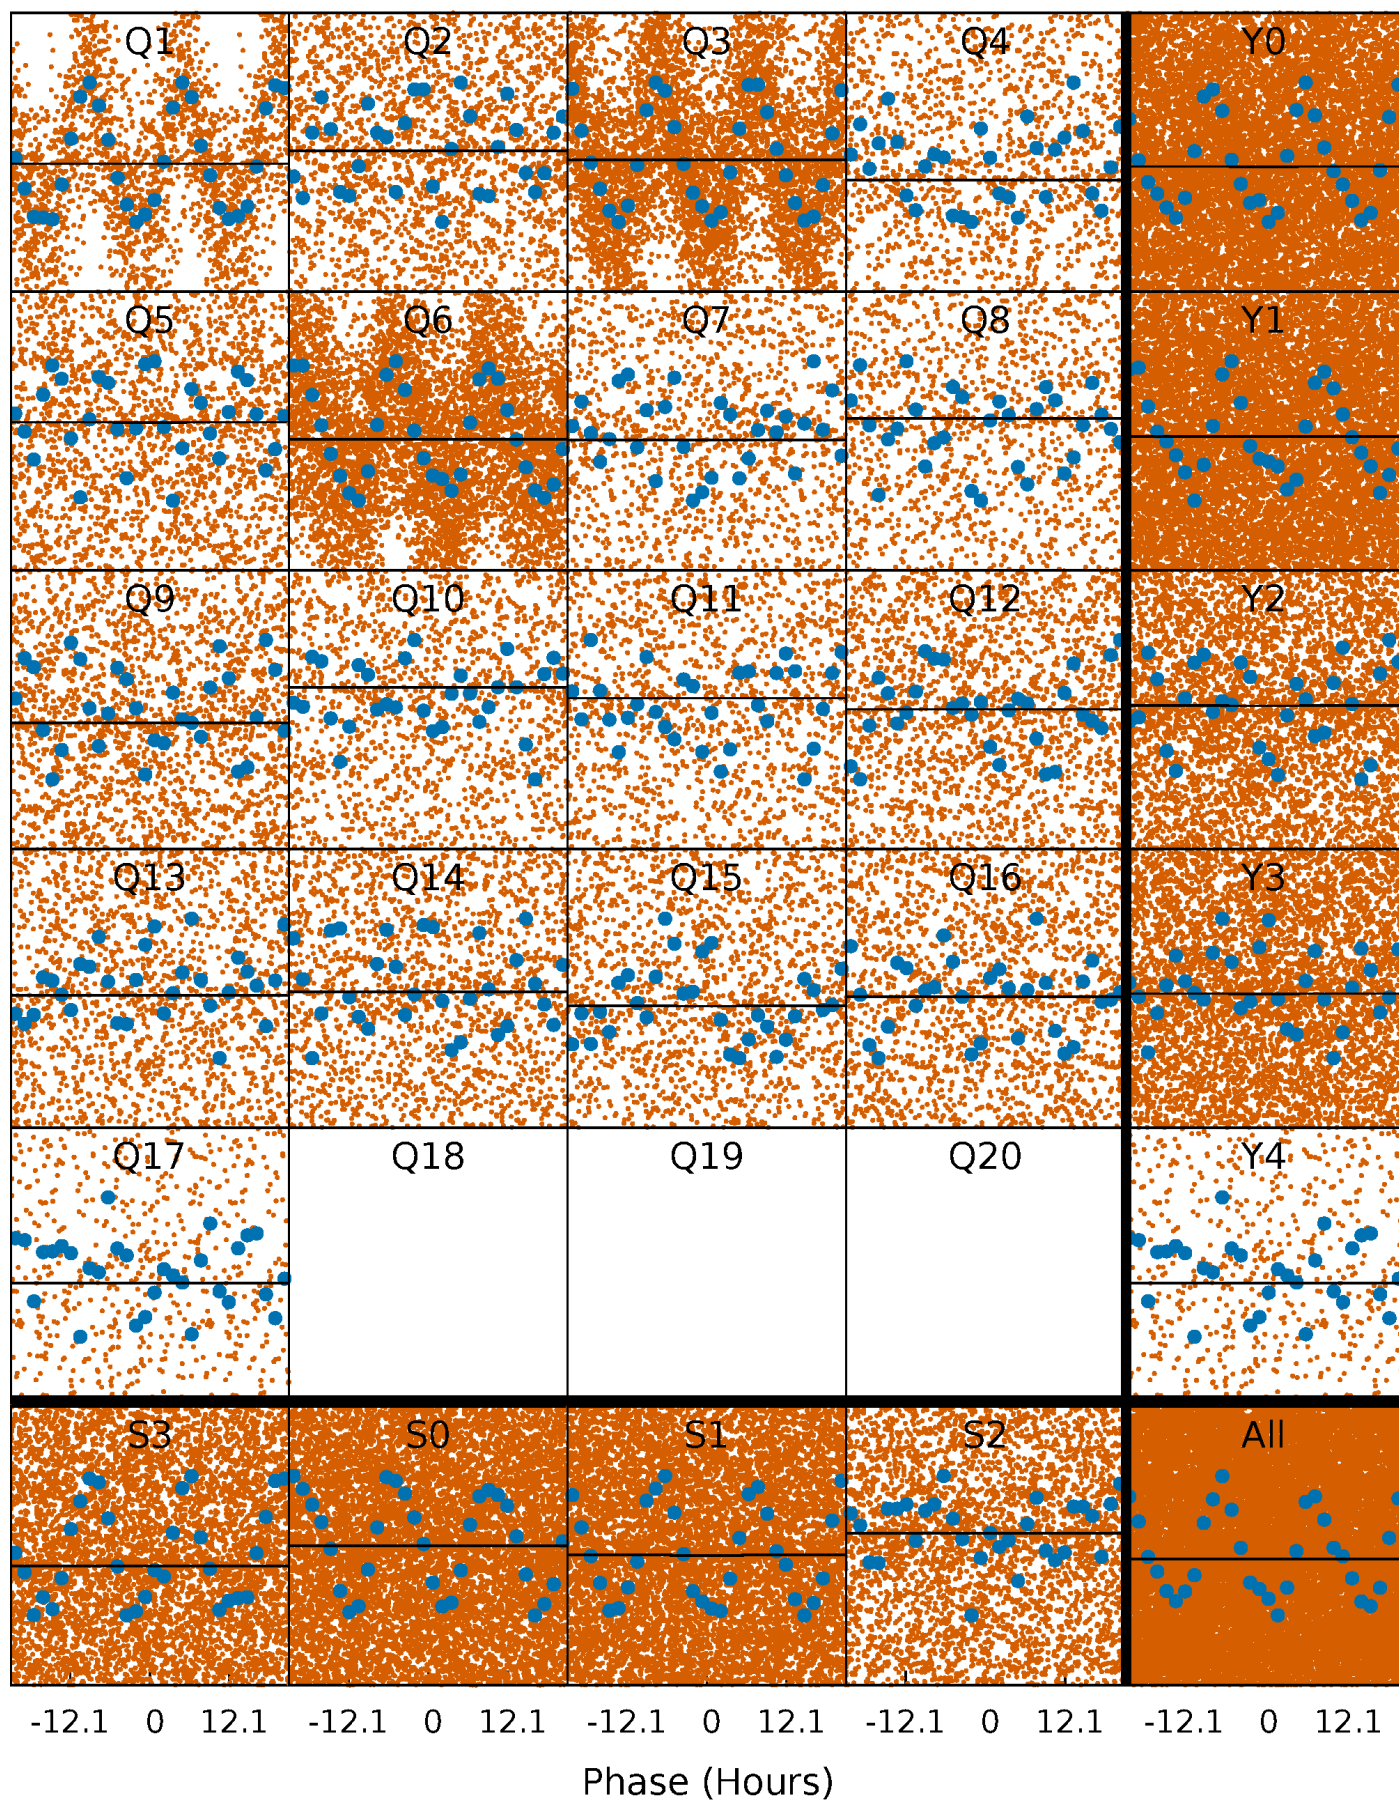 Q1 Q2 Q3 Q4 Y0
Q5 Q6 Q7 Q8 Y1
Q9 Q10 Q11 Q12 Y2
Q13 Q14 Q15 Q16 Y3
Q17 Q18 Q19 Q20 Y4
S3 S0 S1 S2 All
-12.1 0 12.1 -12.1 0 12.1 -12.1 0 12.1 -12.1 0 12.1 -12.1 0 12.1
Phase (Hours)